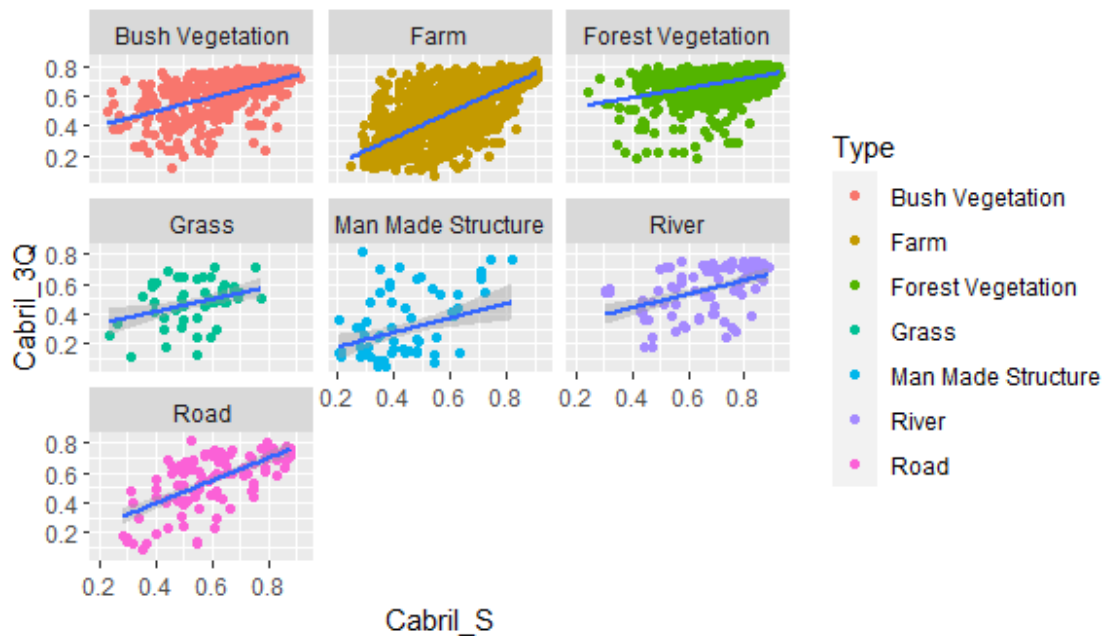 Bush Vegetation Farm Forest Vegetation
0.8
0.6
0.4
0.2
Grass Man Made Structure River
0.8
0.6
0.4
0.2
0.2 0.4 0.6 0.8 0.2 0.4 0.6 0.8
Road
0.8
0.6
0.4
0.2
0.2 0.4 0.6 0.8
Cabril_3Q
Cabril_S
Type
Bush Vegetation
Farm
Forest Vegetation
Grass
Man Made Structure
River
Road